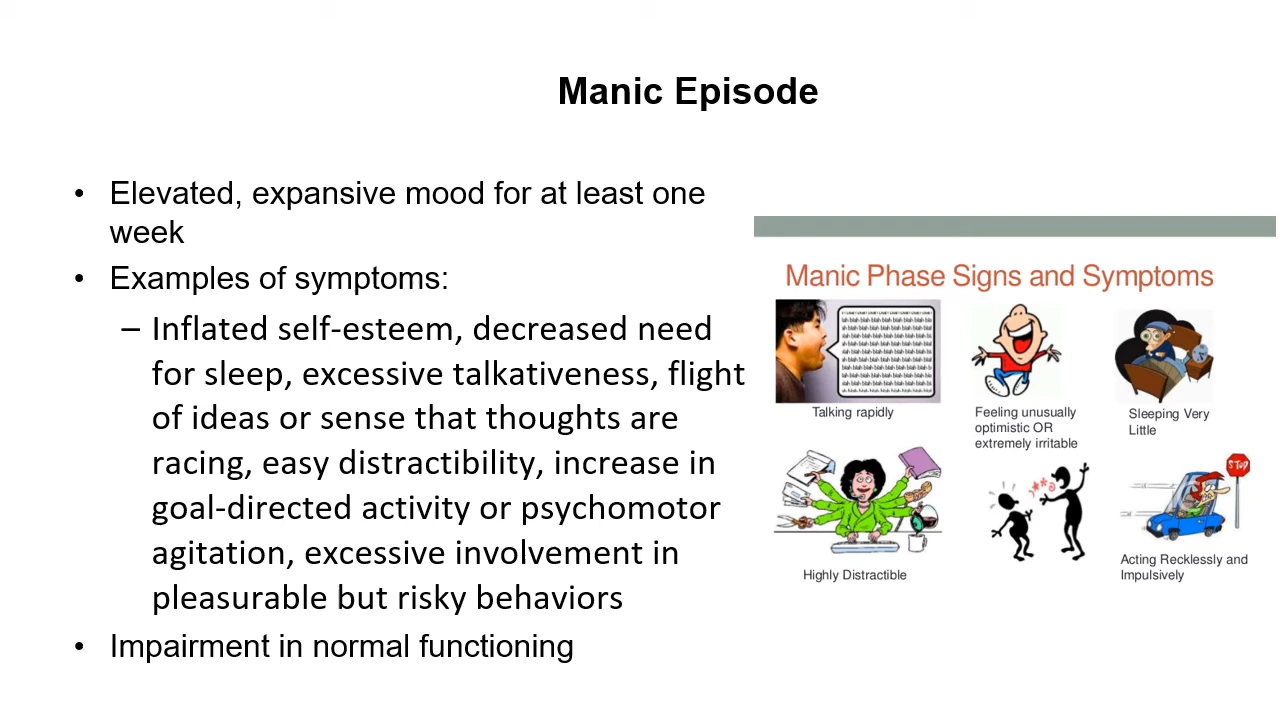 Manic Episode
• Elevated, expansive mood for at least one
week
• Examples of symptoms:
– Inflated self-esteem, decreased need
for sleep, excessive talkativeness, flight
of ideas or sense that thoughts are
racing, easy distractibility, increase in
goal-directed activity or psychomotor
agitation, excessive involvement in
pleasurable but risky behaviors
• Impairment in normal functioning
Manic Phase Signs and Symptoms
Talking rapidly
Feeling unusually
optimistic OR
extremely irritable
Sleeping Very
Little
STOP
Highly Distractible
Acting Recklessly and
Impulsively